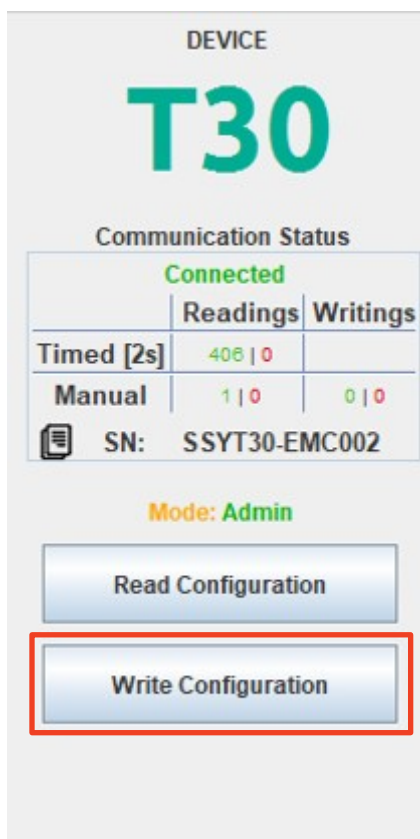 DEVICE
T30
Communication Status
Connected
Readings Writings
Timed [2s] 406 | 0
Manual 1 | 0 0 | 0
SN: SSYT30-EMC002
Mode: Admin
Read Configuration
Write Configuration